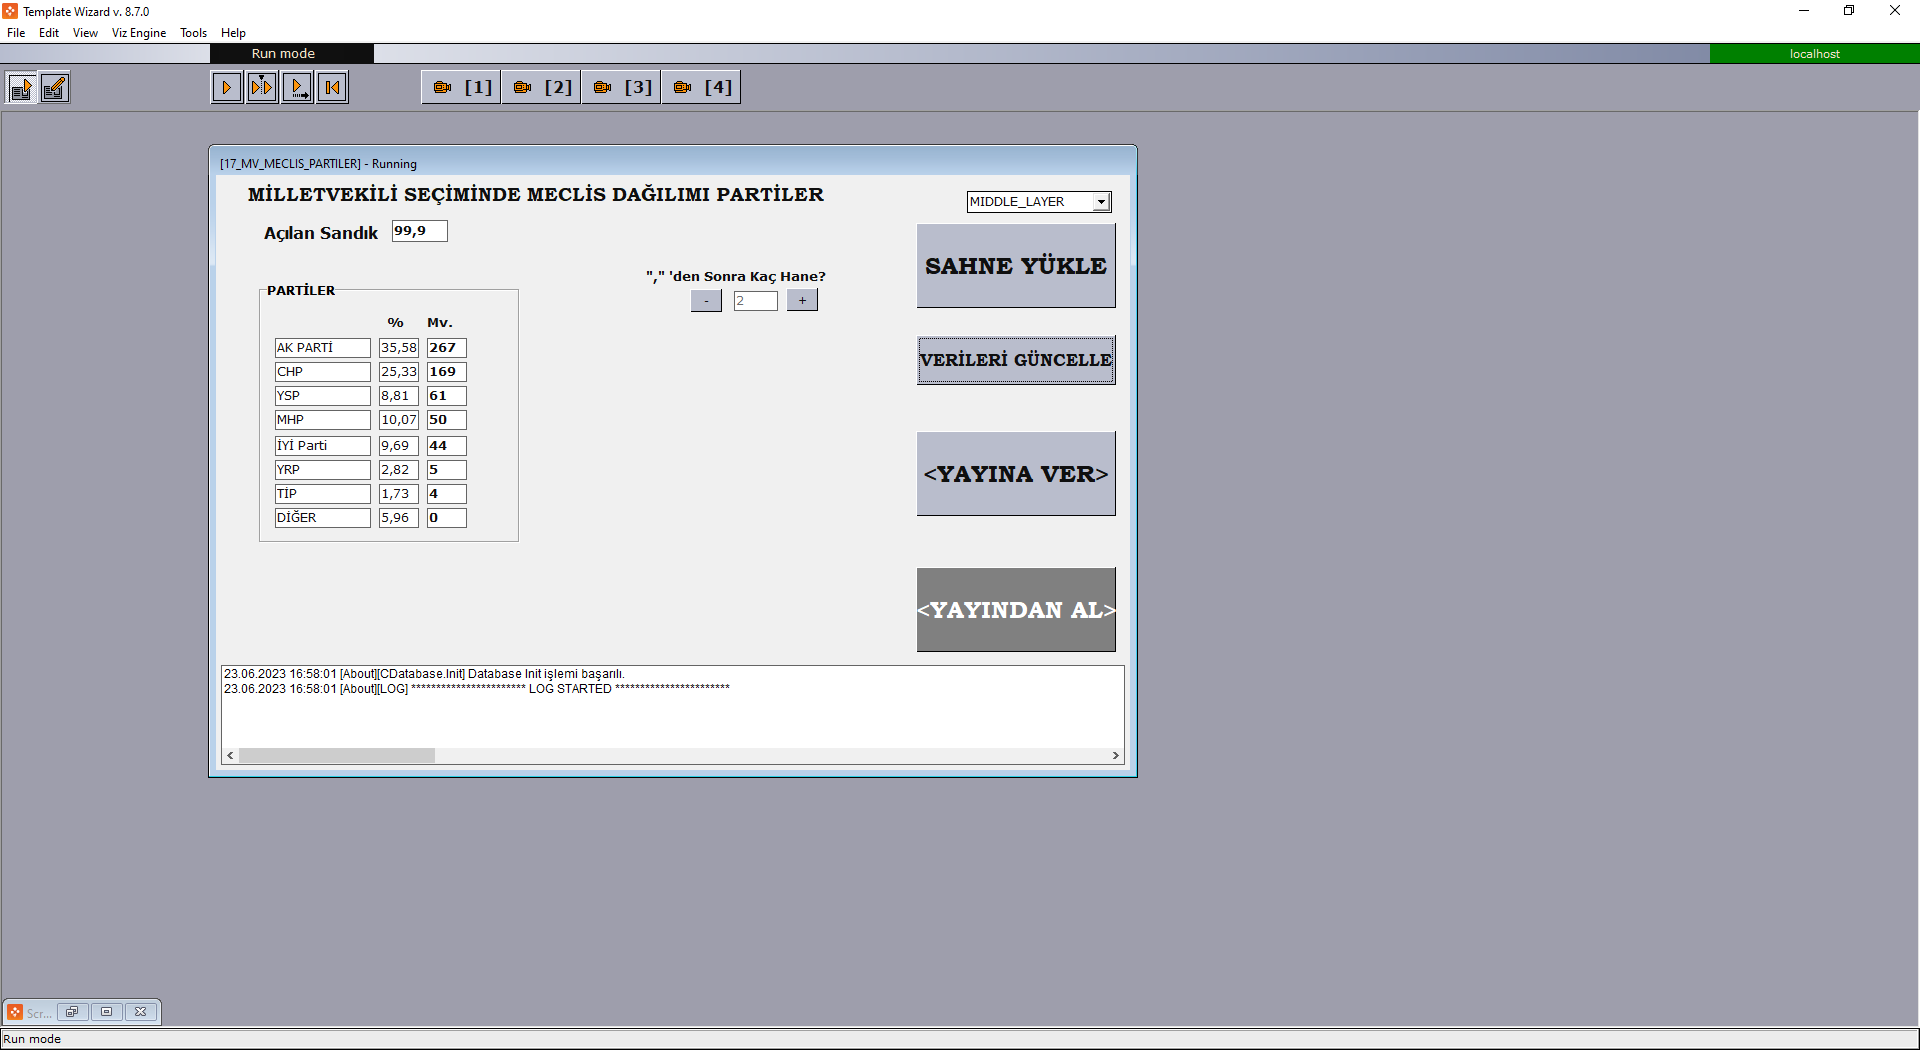 Template Wizard v. 8.7.0
File Edit View Viz Engine Tools Help
Run mode localhost
[1] [2] [3] [4]
[17_MV_MECLIS_PARTILER] - Running
MİLLETVEKİLİ SEÇİMİNDE MECLİS DAĞILIMI PARTİLER
MIDDLE_LAYER
Açılan Sandık 99,9
SAHNE YÜKLE
"," 'den Sonra Kaç Hane?
- 2 +
PARTİLER
% Mv.
AK PARTİ 35,58 267
CHP 25,33 169
YSP 8,81 61
MHP 10,07 50
İYİ Parti 9,69 44
YRP 2,82 5
TİP 1,73 4
DİĞER 5,96 0
VERİLERİ GÜNCELLE
<YAYINA VER>
<YAYINDAN AL>
23.06.2023 16:58:01 [About][CDatabase.Init] Database Init işlemi başarılı.
23.06.2023 16:58:01 [About][LOG] *********************** LOG STARTED ***********************
Scr...
Run mode